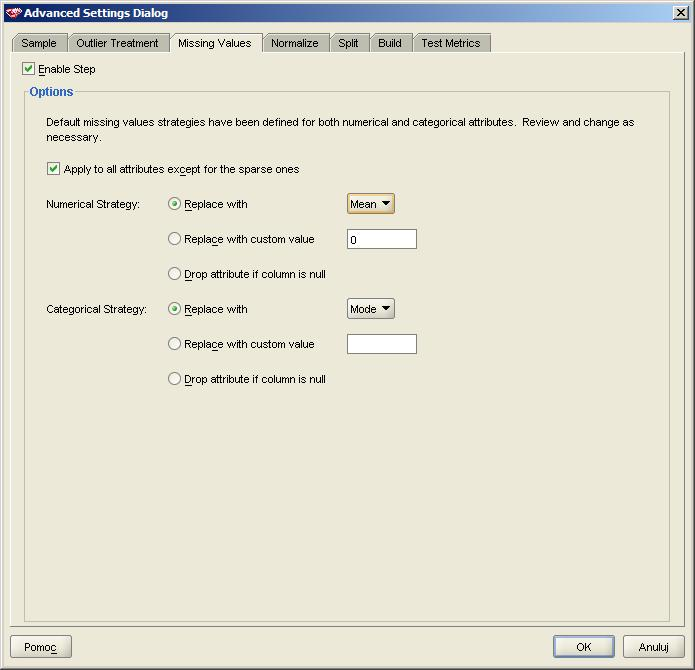 Advanced Settings Dialog
Sample Outlier Treatment Missing Values Normalize Split Build Test Metrics
Enable Step
Options
Default missing values strategies have been defined for both numerical and categorical attributes. Review and change as
necessary.
Apply to all attributes except for the sparse ones
Numerical Strategy: Replace with Mean
Replace with custom value 0
Drop attribute if column is null
Categorical Strategy: Replace with Mode
Replace with custom value
Drop attribute if column is null
Pomoc OK Anuluj